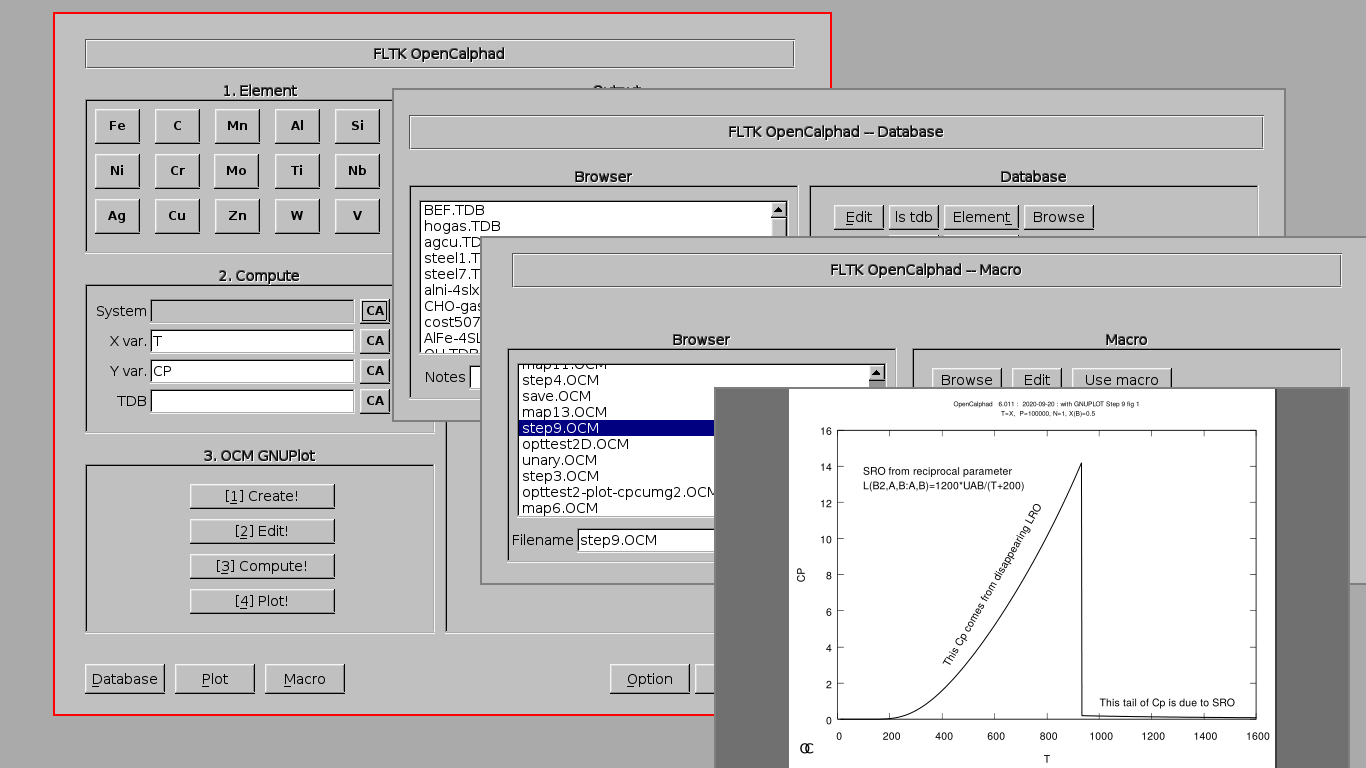 FLTK OpenCalphad
1. Element
Fe C Mn Al Si
Ni Cr Mo Ti Nb
Ag Cu Zn W V
2. Compute
System CA
X var. T CA
Y var. CP CA
TDB CA
3. OCM GNUPlot
[1] Create!
[2] Edit!
[3] Compute!
[4] Plot!
Database Plot Macro Option
FLTK OpenCalphad -- Database
Browser
BEF.TDB
hogas.TDB
agcu.TD
steel1.T
steel7.T
alni-4slx
CHO-gas
cost507
AlFe-4SL
Notes
Database
Edit ls tdb Element Browse
FLTK OpenCalphad -- Macro
Browser
map11.OCM
step4.OCM
save.OCM
map13.OCM
step9.OCM
opttest2D.OCM
unary.OCM
step3.OCM
opttest2-plot-cpcumg2.OCM
map6.OCM
Filename step9.OCM
Macro
Browse Edit Use macro
OpenCalphad 6.011 : 2020-09-20 : with GNUPLOT Step 9 fig 1
T=X, P=100000, N=1, X(B)=0.5
16
14
12
10
8
6
4
2
0
CP
SRO from reciprocal parameter
L(B2,A,B:A,B)=1200*UAB/(T+200)
This Cp comes from disappearing LRO
This tail of Cp is due to SRO
0 200 400 600 800 1000 1200 1400 1600
T
OC